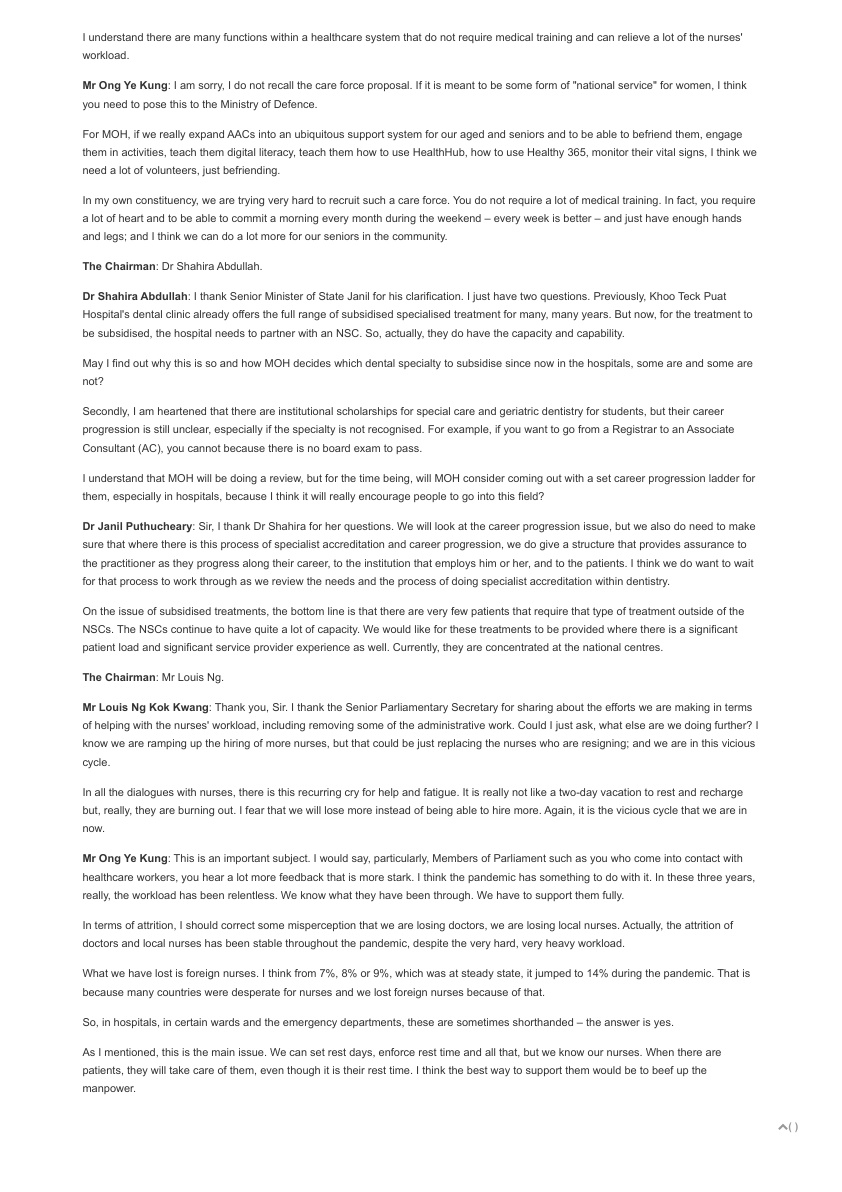 I understand there are many functions within a healthcare system that do not require medical training and can relieve a lot of the nurses'
workload.
Mr Ong Ye Kung: I am sorry, I do not recall the care force proposal. If it is meant to be some form of "national service" for women, I think
you need to pose this to the Ministry of Defence.
For MOH, if we really expand AACs into an ubiquitous support system for our aged and seniors and to be able to befriend them, engage
them in activities, teach them digital literacy, teach them how to use HealthHub, how to use Healthy 365, monitor their vital signs, I think we
need a lot of volunteers, just befriending.
In my own constituency, we are trying very hard to recruit such a care force. You do not require a lot of medical training. In fact, you require
a lot of heart and to be able to commit a morning every month during the weekend – every week is better – and just have enough hands
and legs; and I think we can do a lot more for our seniors in the community.
The Chairman: Dr Shahira Abdullah.
Dr Shahira Abdullah: I thank Senior Minister of State Janil for his clarification. I just have two questions. Previously, Khoo Teck Puat
Hospital's dental clinic already offers the full range of subsidised specialised treatment for many, many years. But now, for the treatment to
be subsidised, the hospital needs to partner with an NSC. So, actually, they do have the capacity and capability.
May I find out why this is so and how MOH decides which dental specialty to subsidise since now in the hospitals, some are and some are
not?
Secondly, I am heartened that there are institutional scholarships for special care and geriatric dentistry for students, but their career
progression is still unclear, especially if the specialty is not recognised. For example, if you want to go from a Registrar to an Associate
Consultant (AC), you cannot because there is no board exam to pass.
I understand that MOH will be doing a review, but for the time being, will MOH consider coming out with a set career progression ladder for
them, especially in hospitals, because I think it will really encourage people to go into this field?
Dr Janil Puthucheary: Sir, I thank Dr Shahira for her questions. We will look at the career progression issue, but we also do need to make
sure that where there is this process of specialist accreditation and career progression, we do give a structure that provides assurance to
the practitioner as they progress along their career, to the institution that employs him or her, and to the patients. I think we do want to wait
for that process to work through as we review the needs and the process of doing specialist accreditation within dentistry.
On the issue of subsidised treatments, the bottom line is that there are very few patients that require that type of treatment outside of the
NSCs. The NSCs continue to have quite a lot of capacity. We would like for these treatments to be provided where there is a significant
patient load and significant service provider experience as well. Currently, they are concentrated at the national centres.
The Chairman: Mr Louis Ng.
Mr Louis Ng Kok Kwang: Thank you, Sir. I thank the Senior Parliamentary Secretary for sharing about the efforts we are making in terms
of helping with the nurses' workload, including removing some of the administrative work. Could I just ask, what else are we doing further? I
know we are ramping up the hiring of more nurses, but that could be just replacing the nurses who are resigning; and we are in this vicious
cycle.
In all the dialogues with nurses, there is this recurring cry for help and fatigue. It is really not like a two-day vacation to rest and recharge
but, really, they are burning out. I fear that we will lose more instead of being able to hire more. Again, it is the vicious cycle that we are in
now.
Mr Ong Ye Kung: This is an important subject. I would say, particularly, Members of Parliament such as you who come into contact with
healthcare workers, you hear a lot more feedback that is more stark. I think the pandemic has something to do with it. In these three years,
really, the workload has been relentless. We know what they have been through. We have to support them fully.
In terms of attrition, I should correct some misperception that we are losing doctors, we are losing local nurses. Actually, the attrition of
doctors and local nurses has been stable throughout the pandemic, despite the very hard, very heavy workload.
What we have lost is foreign nurses. I think from 7%, 8% or 9%, which was at steady state, it jumped to 14% during the pandemic. That is
because many countries were desperate for nurses and we lost foreign nurses because of that.
So, in hospitals, in certain wards and the emergency departments, these are sometimes shorthanded – the answer is yes.
As I mentioned, this is the main issue. We can set rest days, enforce rest time and all that, but we know our nurses. When there are
patients, they will take care of them, even though it is their rest time. I think the best way to support them would be to beef up the
manpower.
( )